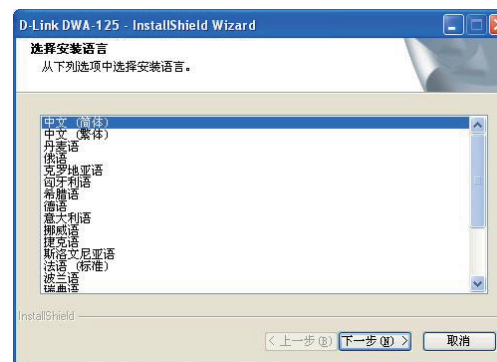 D-Link DWA-125 - InstallShield Wizard
选择安装语言
从下列选项中选择安装语言。
中文 (简体)
中文 (繁体)
丹麦语
俄语
克罗地亚语
匈牙利语
希腊语
德语
意大利语
挪威语
捷克语
斯洛文尼亚语
法语 (标准)
波兰语
瑞典语
InstallShield
< 上一步(B) 下一步(N) > 取消